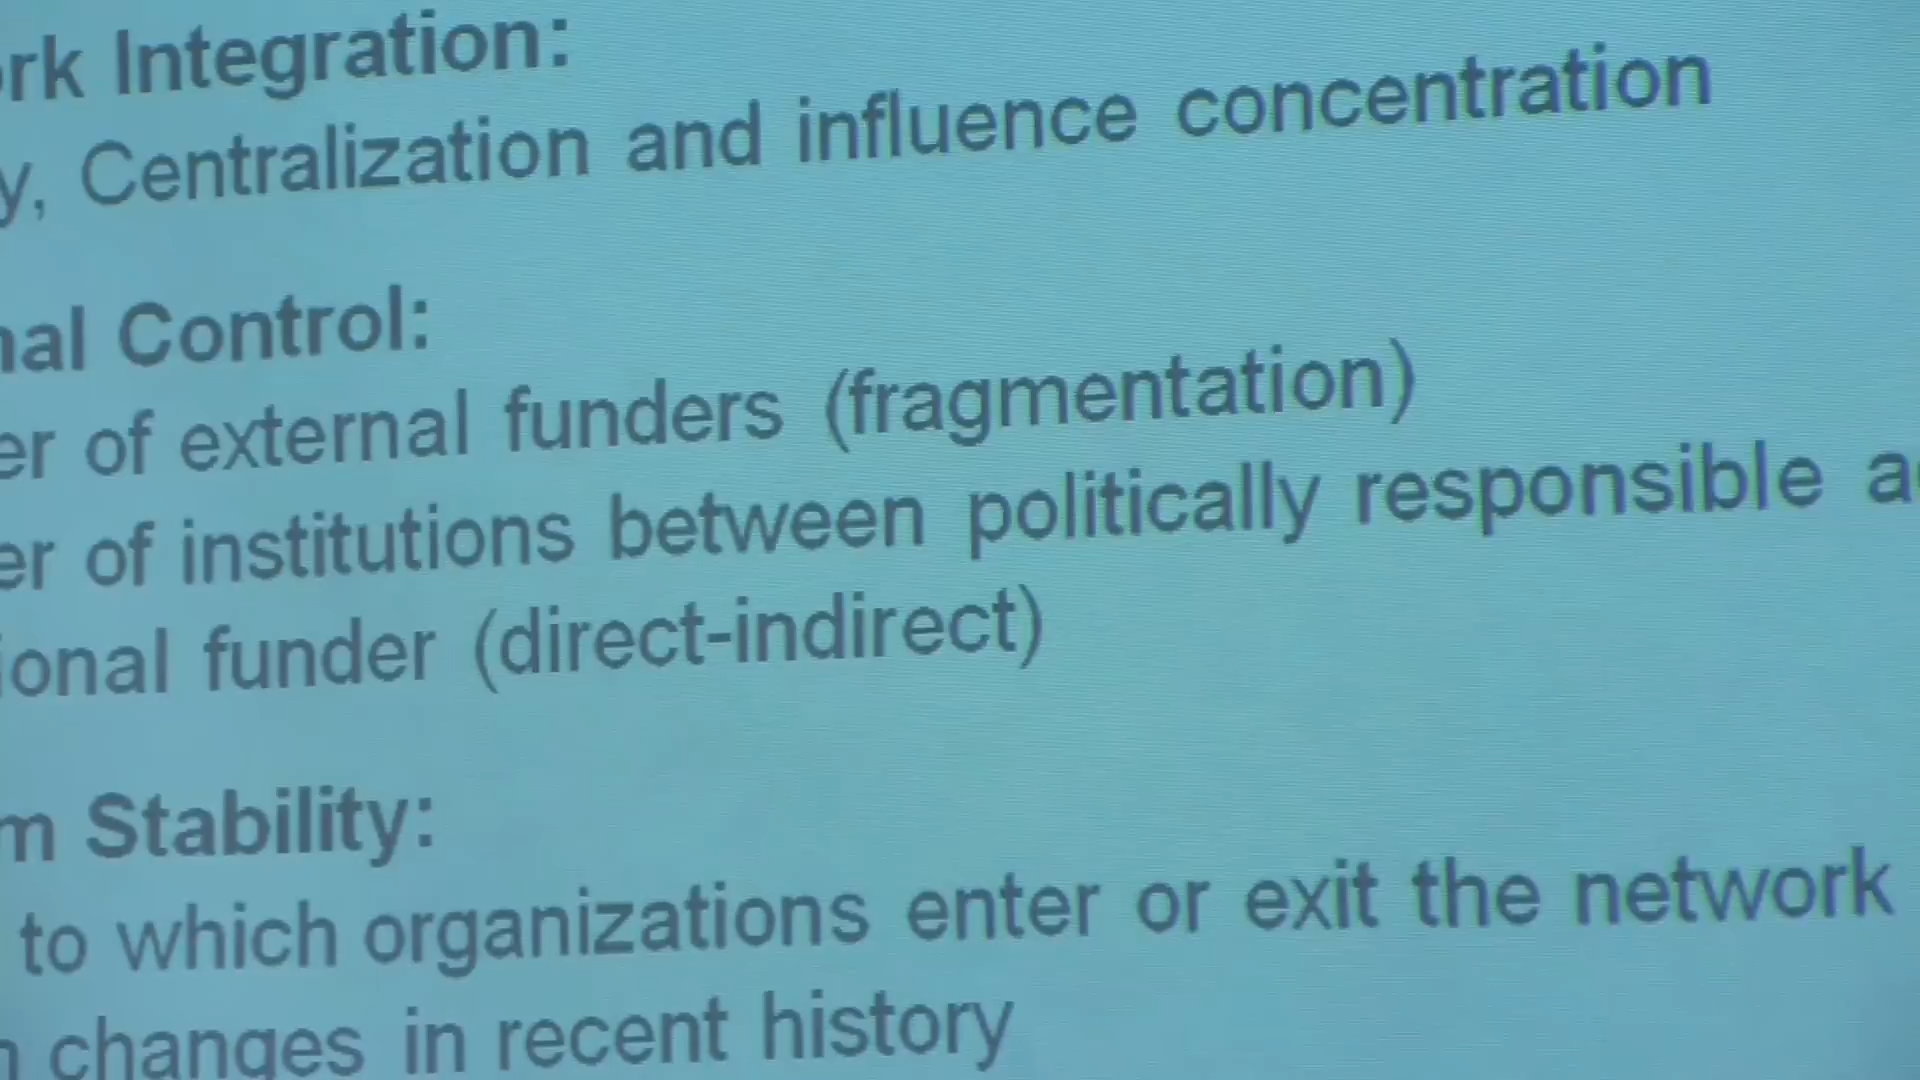 rk Integration:
y, Centralization and influence concentration
nal Control:
er of external funders (fragmentation)
er of institutions between politically responsible a
ional funder (direct-indirect)
m Stability:
to which organizations enter or exit the network
changes in recent history